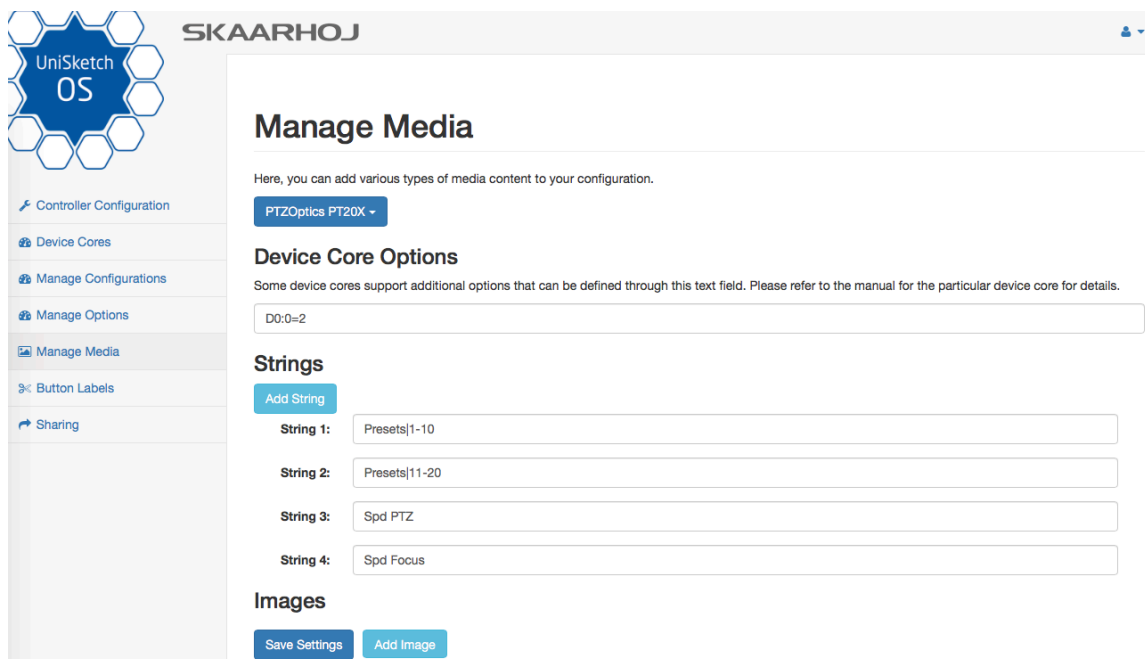 UniSketch
OS
SKAARHOJ
Controller Configuration
Device Cores
Manage Configurations
Manage Options
Manage Media
Button Labels
Sharing
Manage Media
Here, you can add various types of media content to your configuration.
PTZOptics PT20X
Device Core Options
Some device cores support additional options that can be defined through this text field. Please refer to the manual for the particular device core for details.
D0:0=2
Strings
Add String
String 1: Presets|1-10
String 2: Presets|11-20
String 3: Spd PTZ
String 4: Spd Focus
Images
Save Settings Add Image